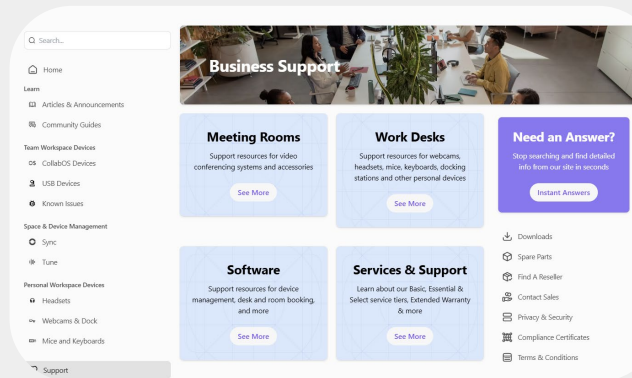 Search...
Home
Learn
Articles & Announcements
Community Guides
Team Workspace Devices
CollabOS Devices
USB Devices
Known Issues
Space & Device Management
Sync
Tune
Personal Workspace Devices
Headsets
Webcams & Dock
Mice and Keyboards
Support
Business Support
Meeting Rooms
Support resources for video
conferencing systems and accessories
See More
Work Desks
Support resources for webcams,
headsets, mice, keyboards, docking
stations and other personal devices
See More
Software
Support resources for device
management, desk and room booking,
and more
See More
Services & Support
Learn about our Basic, Essential &
Select service tiers, Extended Warranty
& more
See More
Need an Answer?
Stop searching and find detailed
info from our site in seconds
Instant Answers
Downloads
Spare Parts
Find A Reseller
Contact Sales
Privacy & Security
Compliance Certificates
Terms & Conditions